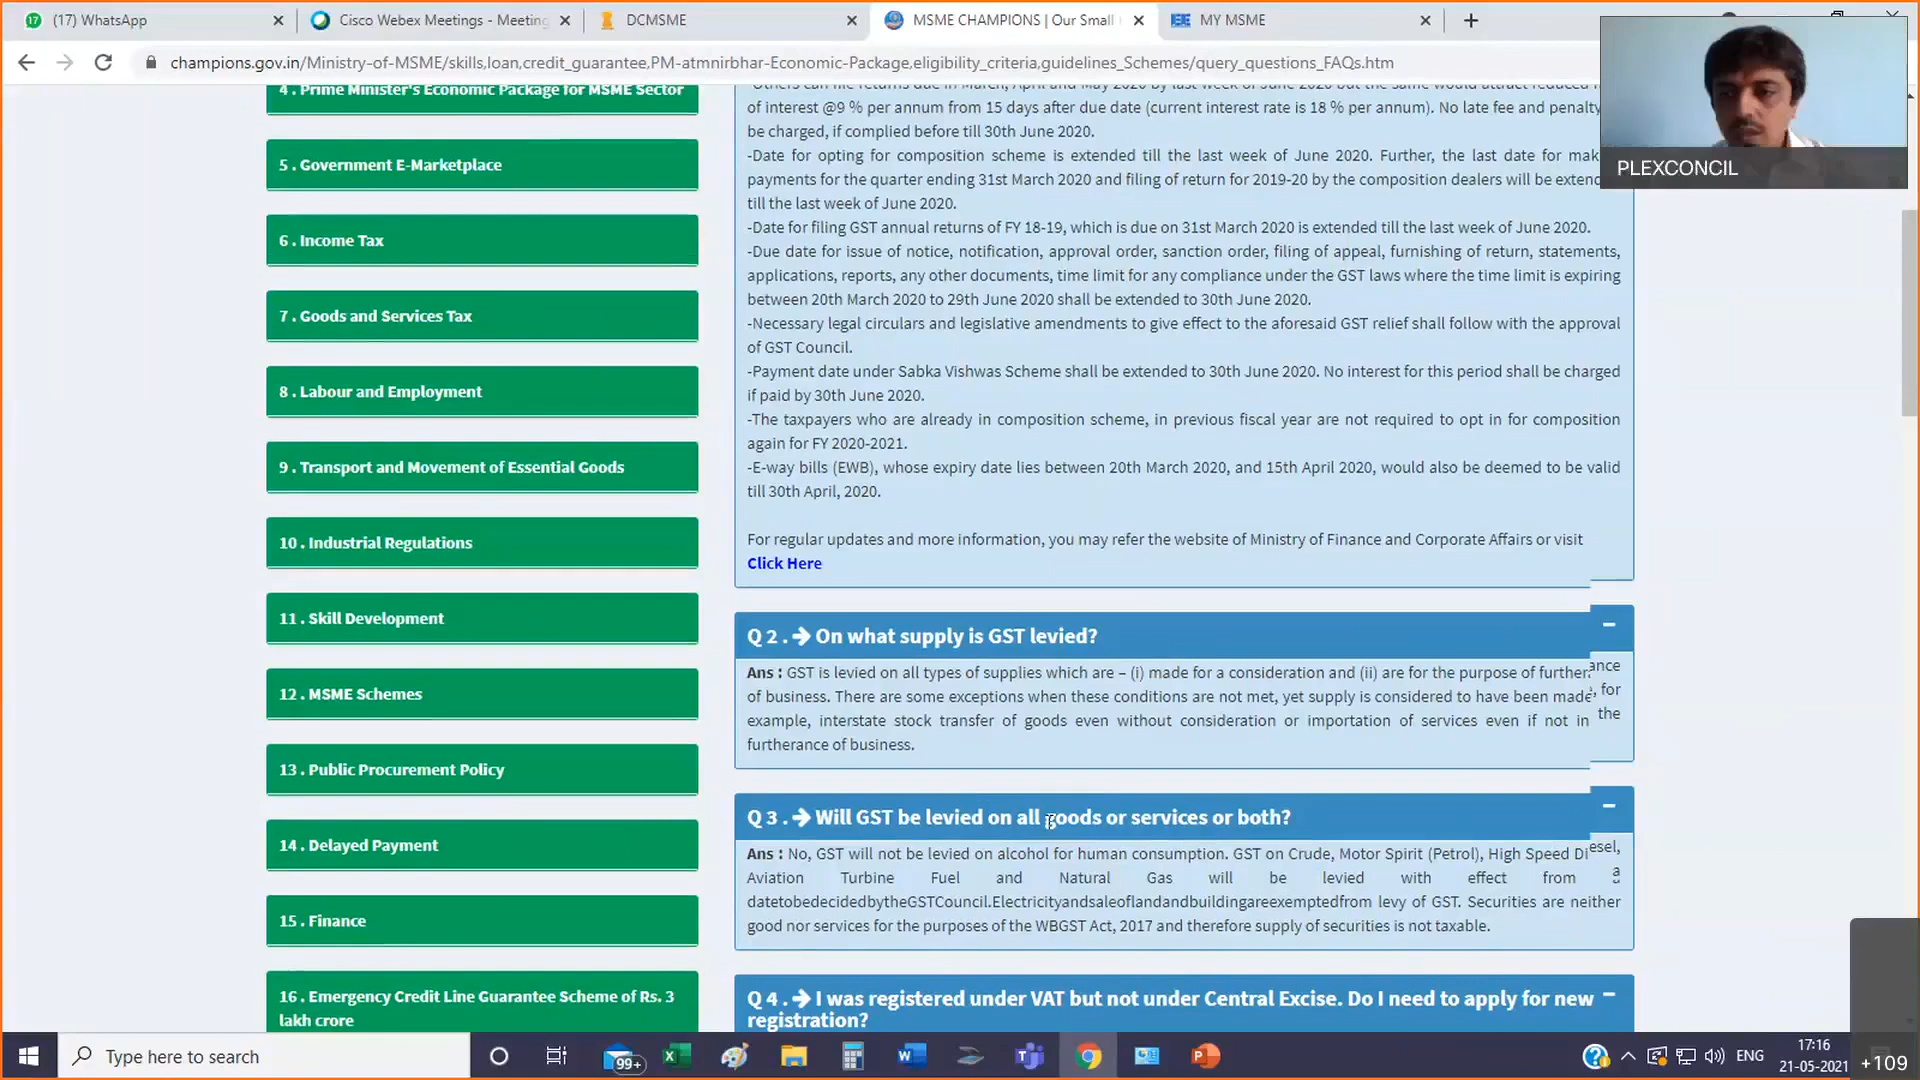 (17) WhatsApp
Cisco Webex Meetings - Meeting
DCMSME
MSME CHAMPIONS | Our Small
MY MSME
champions.gov.in/Ministry-of-MSME/skills,loan,credit_guarantee,PM-atmnirbhar-Economic-Package,eligibility_criteria,guidelines_Schemes/query_questions_FAQs.htm
PLEXCONCIL
4 . Prime Minister's Economic Package for MSME Sector
5 . Government E-Marketplace
6 . Income Tax
7 . Goods and Services Tax
8 . Labour and Employment
9 . Transport and Movement of Essential Goods
10 . Industrial Regulations
11 . Skill Development
12 . MSME Schemes
13 . Public Procurement Policy
14 . Delayed Payment
15 . Finance
16 . Emergency Credit Line Guarantee Scheme of Rs. 3
lakh crore
-Others can file returns due in March, April and May 2020 by last week of June 2020 but the same would attract reduced
of interest @9 % per annum from 15 days after due date (current interest rate is 18 % per annum). No late fee and penalty
be charged, if complied before till 30th June 2020.
-Date for opting for composition scheme is extended till the last week of June 2020. Further, the last date for mak
payments for the quarter ending 31st March 2020 and filing of return for 2019-20 by the composition dealers will be exten
till the last week of June 2020.
-Date for filing GST annual returns of FY 18-19, which is due on 31st March 2020 is extended till the last week of June 2020.
-Due date for issue of notice, notification, approval order, sanction order, filing of appeal, furnishing of return, statements,
applications, reports, any other documents, time limit for any compliance under the GST laws where the time limit is expiring
between 20th March 2020 to 29th June 2020 shall be extended to 30th June 2020.
-Necessary legal circulars and legislative amendments to give effect to the aforesaid GST relief shall follow with the approval
of GST Council.
-Payment date under Sabka Vishwas Scheme shall be extended to 30th June 2020. No interest for this period shall be charged
if paid by 30th June 2020.
-The taxpayers who are already in composition scheme, in previous fiscal year are not required to opt in for composition
again for FY 2020-2021.
-E-way bills (EWB), whose expiry date lies between 20th March 2020, and 15th April 2020, would also be deemed to be valid
till 30th April, 2020.
For regular updates and more information, you may refer the website of Ministry of Finance and Corporate Affairs or visit
Click Here
Q 2 . → On what supply is GST levied?
Ans : GST is levied on all types of supplies which are – (i) made for a consideration and (ii) are for the purpose of further ance
of business. There are some exceptions when these conditions are not met, yet supply is considered to have been made, for
example, interstate stock transfer of goods even without consideration or importation of services even if not in the
furtherance of business.
Q 3 . → Will GST be levied on all goods or services or both?
Ans : No, GST will not be levied on alcohol for human consumption. GST on Crude, Motor Spirit (Petrol), High Speed Diesel,
Aviation Turbine Fuel and Natural Gas will be levied with effect from a
datetobedecidedbytheGSTCouncil.Electricityandsaleoflandandbuildingareexemptedfrom levy of GST. Securities are neither
good nor services for the purposes of the WBGST Act, 2017 and therefore supply of securities is not taxable.
Q 4 . → I was registered under VAT but not under Central Excise. Do I need to apply for new
registration?
Type here to search
99+
ENG
17:16
21-05-2021
+109